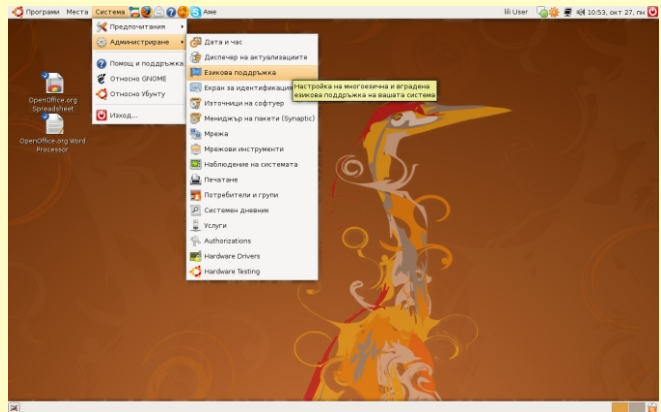 Програми Места Система Аме lili User 10:53, окт 27, пн
Предпочитания
Администриране
Помощ и поддръжка
Относно GNOME
Относно Убунту
Изход...
Дата и час
Диспечер на актуализациите
Езикова поддръжка
Екран за идентификация
Източници на софтуер
Мениджър на пакети (Synaptic)
Мрежа
Мрежови инструменти
Наблюдение на системата
Печатане
Потребители и групи
Системен дневник
Услуги
Authorizations
Hardware Drivers
Hardware Testing
Настройка на многоезична и вградена
езикова поддръжка на вашата система
OpenOffice.org
Spreadsheet
OpenOffice.org Word
Processor